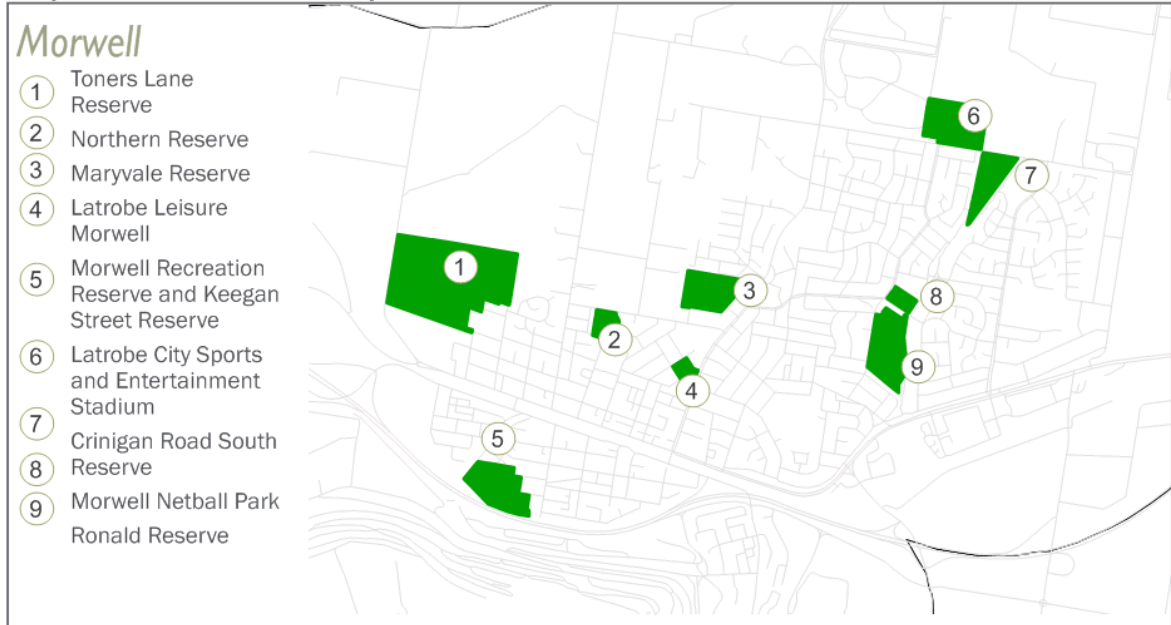 Morwell
1 Toners Lane
Reserve
2 Northern Reserve
3 Maryvale Reserve
4 Latrobe Leisure
Morwell
5 Morwell Recreation
Reserve and Keegan
Street Reserve
6 Latrobe City Sports
and Entertainment
Stadium
7 Crinigan Road South
8 Reserve
9 Morwell Netball Park
Ronald Reserve
6
7
1
3
8
2
9
4
5